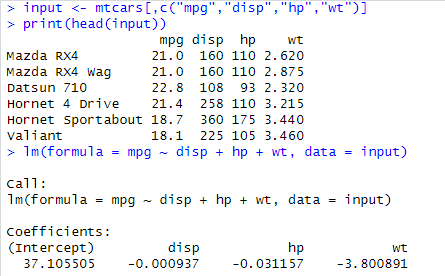 > input <- mtcars[,c("mpg","disp","hp","wt")]
> print(head(input))
                   mpg disp  hp    wt
Mazda RX4         21.0  160 110 2.620
Mazda RX4 Wag     21.0  160 110 2.875
Datsun 710        22.8  108  93 2.320
Hornet 4 Drive    21.4  258 110 3.215
Hornet Sportabout 18.7  360 175 3.440
Valiant           18.1  225 105 3.460
> lm(formula = mpg ~ disp + hp + wt, data = input)

Call:
lm(formula = mpg ~ disp + hp + wt, data = input)

Coefficients:
(Intercept)         disp           hp           wt
  37.105505    -0.000937    -0.031157    -3.800891